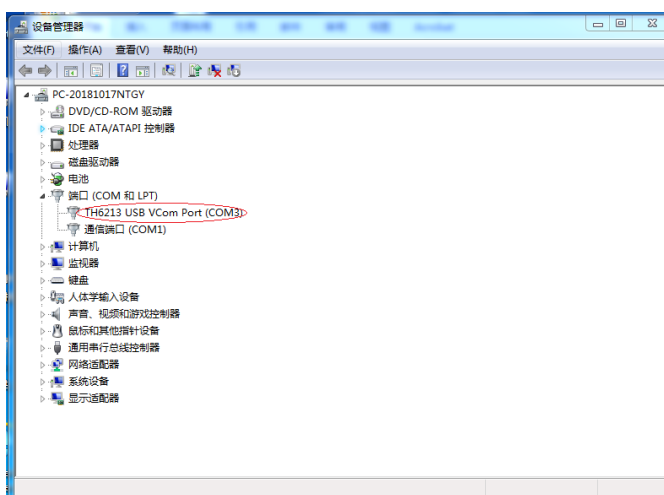 设备管理器
文件(F) 操作(A) 查看(V) 帮助(H)
PC-20181017NTGY
DVD/CD-ROM 驱动器
IDE ATA/ATAPI 控制器
处理器
磁盘驱动器
电池
端口 (COM 和 LPT)
TH6213 USB VCom Port (COM3)
通信端口 (COM1)
计算机
监视器
键盘
人体学输入设备
声音、视频和游戏控制器
鼠标和其他指针设备
通用串行总线控制器
网络适配器
系统设备
显示适配器